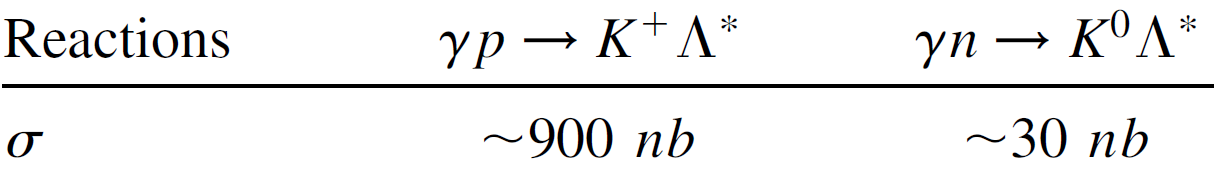 Reactions γp → K⁺Λ* γn → K⁰Λ*
σ ~900 nb ~30 nb